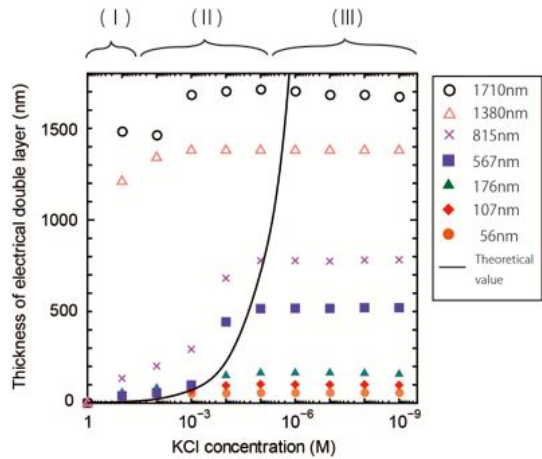 ( I ) ( II ) ( III )
Thickness of electrical double layer (nm)
1500
1000
500
0
1 10⁻³ 10⁻⁶ 10⁻⁹
KCl concentration (M)
1710nm
1380nm
815nm
567nm
176nm
107nm
56nm
Theoretical
value